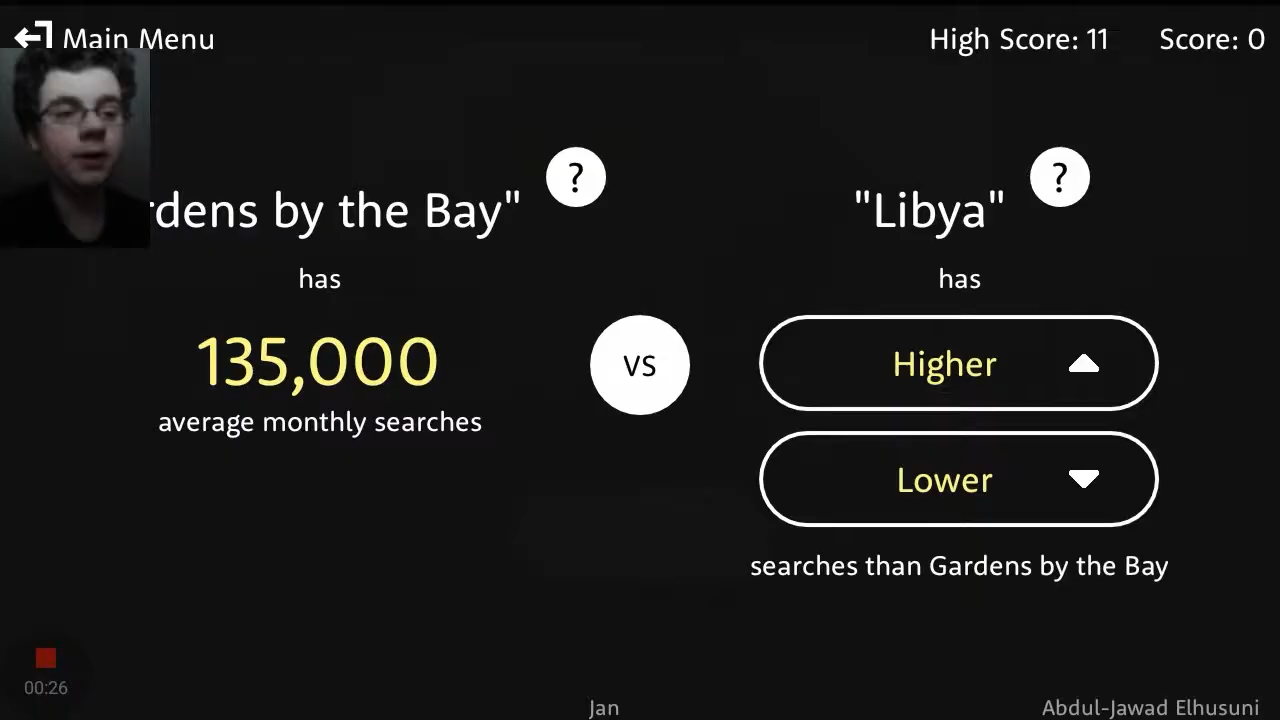 Main Menu
High Score: 11
Score: 0
rdens by the Bay"
?
has
135,000
average monthly searches
VS
"Libya"
?
has
Higher
Lower
searches than Gardens by the Bay
00:26
Jan
Abdul-Jawad Elhusuni